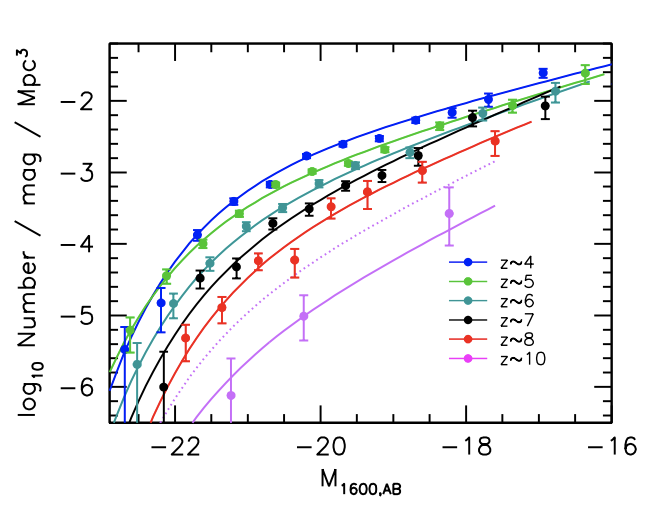 log₁₀ Number / mag / Mpc³
−2
−3
−4
−5
−6
z~4
z~5
z~6
z~7
z~8
z~10
−22 −20 −18 −16
M₁₆₀₀,AB